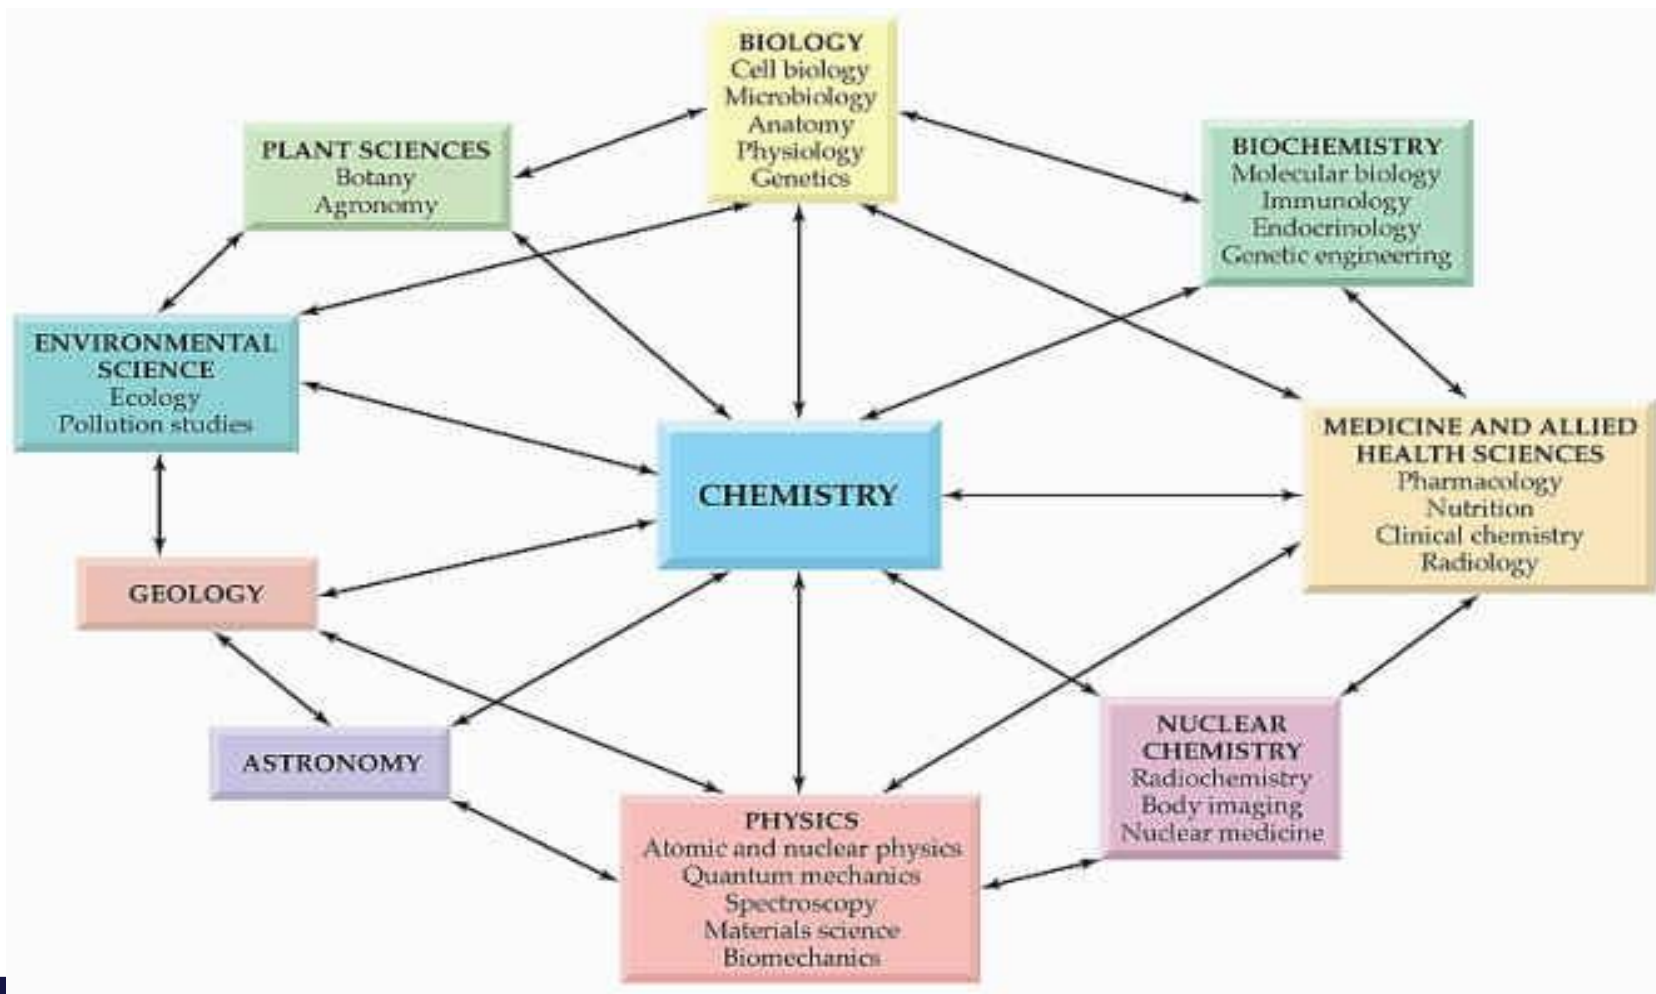 BIOLOGY
Cell biology
Microbiology
Anatomy
Physiology
Genetics
PLANT SCIENCES
Botany
Agronomy
BIOCHEMISTRY
Molecular biology
Immunology
Endocrinology
Genetic engineering
ENVIRONMENTAL
SCIENCE
Ecology
Pollution studies
CHEMISTRY
MEDICINE AND ALLIED
HEALTH SCIENCES
Pharmacology
Nutrition
Clinical chemistry
Radiology
GEOLOGY
ASTRONOMY
NUCLEAR
CHEMISTRY
Radiochemistry
Body imaging
Nuclear medicine
PHYSICS
Atomic and nuclear physics
Quantum mechanics
Spectroscopy
Materials science
Biomechanics